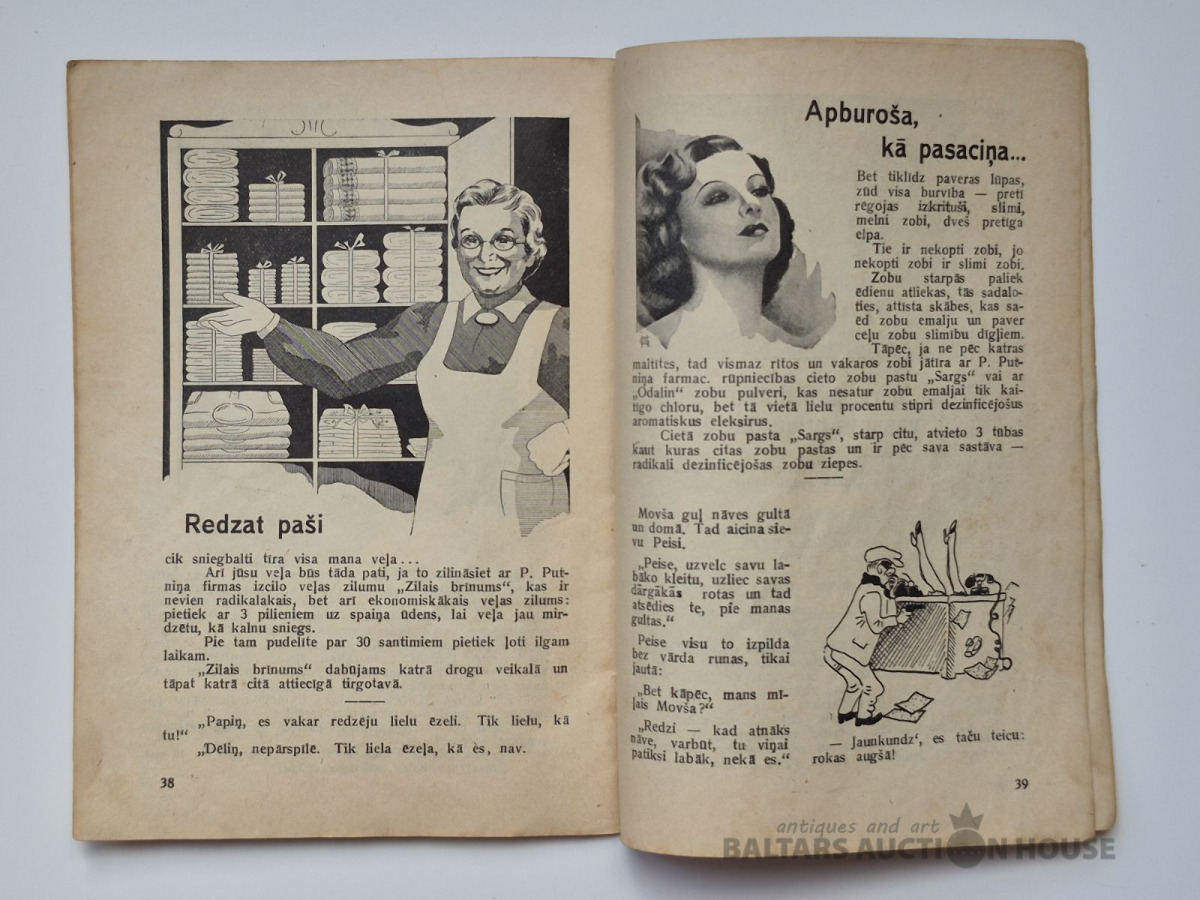 Redzat paši
cik sniegbalti tīra visa mana veļa...
Arī jūsu veļa būs tāda pati, ja to zilināsiet ar P. Put-
niņa firmas izcilo veļas zilumu „Zilais brīnums“, kas ir
nevien radikalakais, bet arī ekonomiskākais veļas zilums:
pietiek ar 3 pilieniem uz spaiņa ūdens, lai veļa jau mir-
dzētu, kā kalnu sniegs.
Pie tam pudelīte par 30 santimiem pietiek ļoti ilgam
laikam.
„Zilais brīnums“ dabūjams katrā drogu veikalā un
tāpat katrā citā attiecīgā tirgotavā.
„Papiņ, es vakar redzēju lielu ēzeli. Tik lielu, kā
tu!“
„Dēliņ, nepārspīlē. Tik liela ēzeļa, kā es, nav.
38
Apburoša,
kā pasaciņa...
Bet tiklīdz paveras lūpas,
zūd visa burvība — pretī
regojas izkrituši, slimi,
melni zobi, dveš pretīga
elpa.
Tie ir nekopti zobi, jo
nekopti zobi ir slimi zobi.
Zobu starpās paliek
ēdienu atliekas, tās sadalo-
ties, attīsta skābes, kas sa-
ēd zobu emalju un paver
ceļu zobu slimību dīgļiem.
Tāpēc, ja ne pēc katras
maltītes, tad vismaz rītos un vakaros zobi jātīra ar P. Put-
niņa farmac. rūpniecības cieto zobu pastu „Sargs“ vai ar
„Odalin“ zobu pulveri, kas nesatur zobu emaljai tik kai-
tīgo chloru, bet tā vietā lielu procentu stipri dezinficējošus
aromatiskus eleksirus.
Cietā zobu pasta „Sargs“, starp citu, atvieto 3 tūbas
kaut kuras citas zobu pastas un ir pēc sava sastāva —
radikali dezinficējošas zobu ziepes.
Movša guļ nāves gultā
un domā. Tad aicina sie-
vu Peisi.
„Peise, uzvelc savu la-
bāko kleitu, uzliec savas
dārgākās rotas un tad
atsēdies te, pie manas
gultas.“
Peise visu to izpilda
bez vārda runas, tikai
jautā:
„Bet kāpēc, mans mī-
ļais Movša?“
„Redzi — kad atnāks
nāve, varbūt, tu viņai
patiksi labāk, nekā es.“
— Jaunkundz‘, es taču teicu:
rokas augšā!
39
antiques and art
BALTARS AUCTION HOUSE